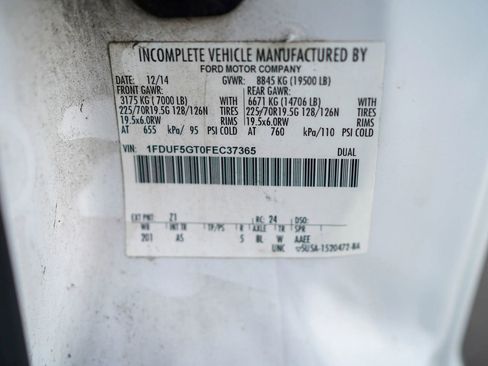 INCOMPLETE VEHICLE MANUFACTURED BY
FORD MOTOR COMPANY
DATE: 12/14 GVWR: 8845 KG (19500 LB)
FRONT GAWR: REAR GAWR:
3175 KG (7000 LB) WITH 6671 KG (14706 LB) WITH
225/70R19.5G 128/126N TIRES 225/70R19.5G 128/126N TIRES
19.5x6.0RW RIMS 19.5x6.0RW RIMS
AT 655 kPa/ 95 PSI COLD AT 760 kPa/110 PSI COLD
VIN: 1FDUF5GT0FEC37365 DUAL
EXT PNT: Z1 RC: 24 DSO:
WB INT TR TP/PS R AXLE TR SPR
201 AS 5 BL W AAEE
UNC 5U5A-1520472-BA